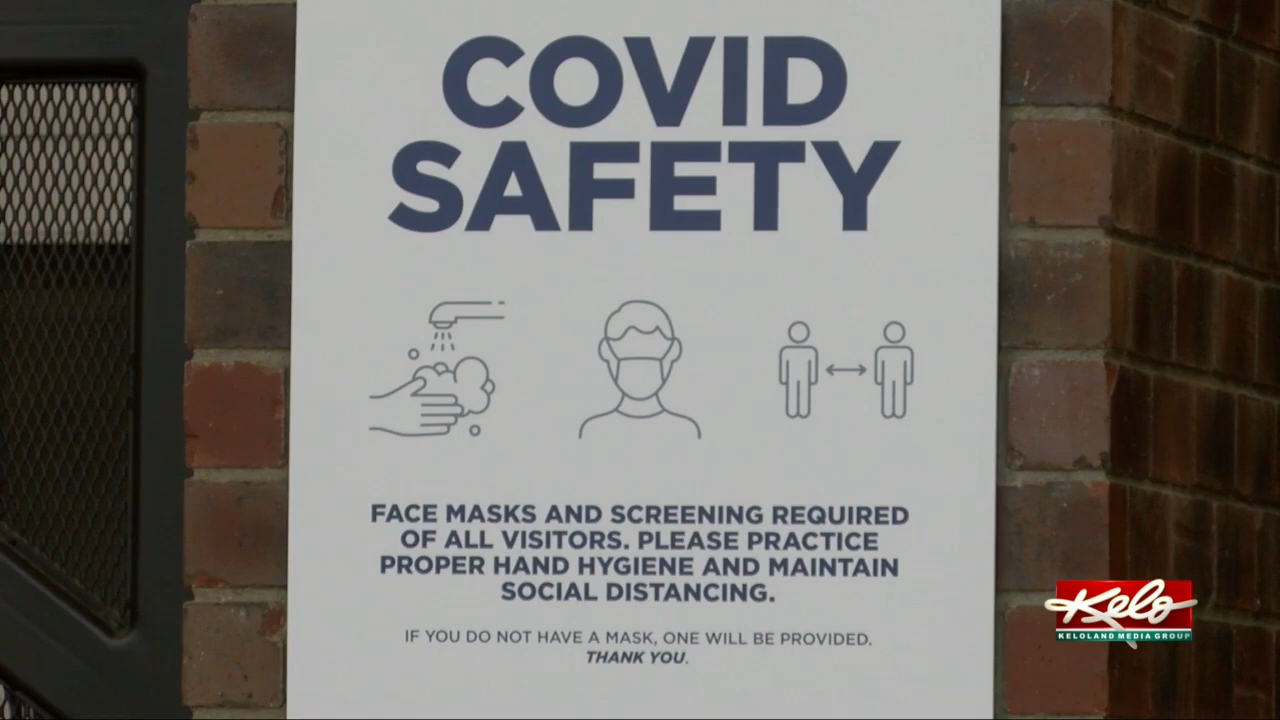 COVID
SAFETY
FACE MASKS AND SCREENING REQUIRED
OF ALL VISITORS. PLEASE PRACTICE
PROPER HAND HYGIENE AND MAINTAIN
SOCIAL DISTANCING.
IF YOU DO NOT HAVE A MASK, ONE WILL BE PROVIDED.
THANK YOU.
Kelo
KELOLAND MEDIA GROUP